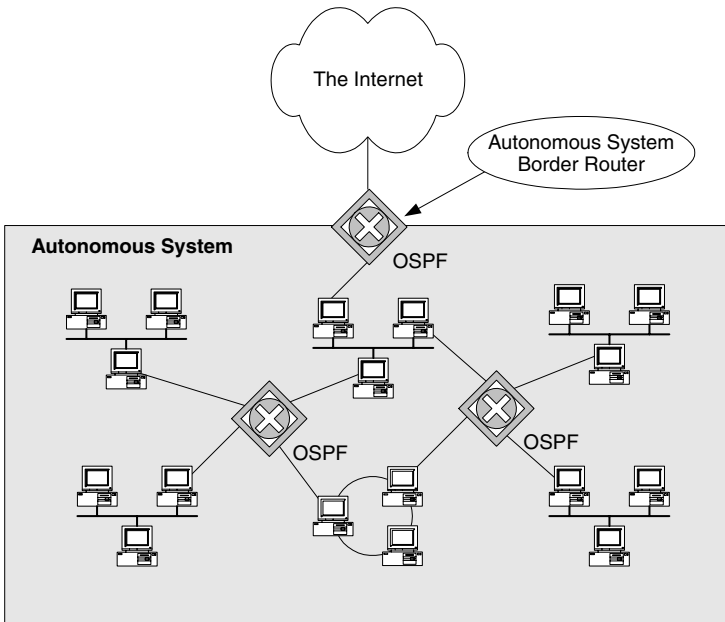 The Internet
Autonomous System
Border Router
Autonomous System
OSPF
OSPF
OSPF